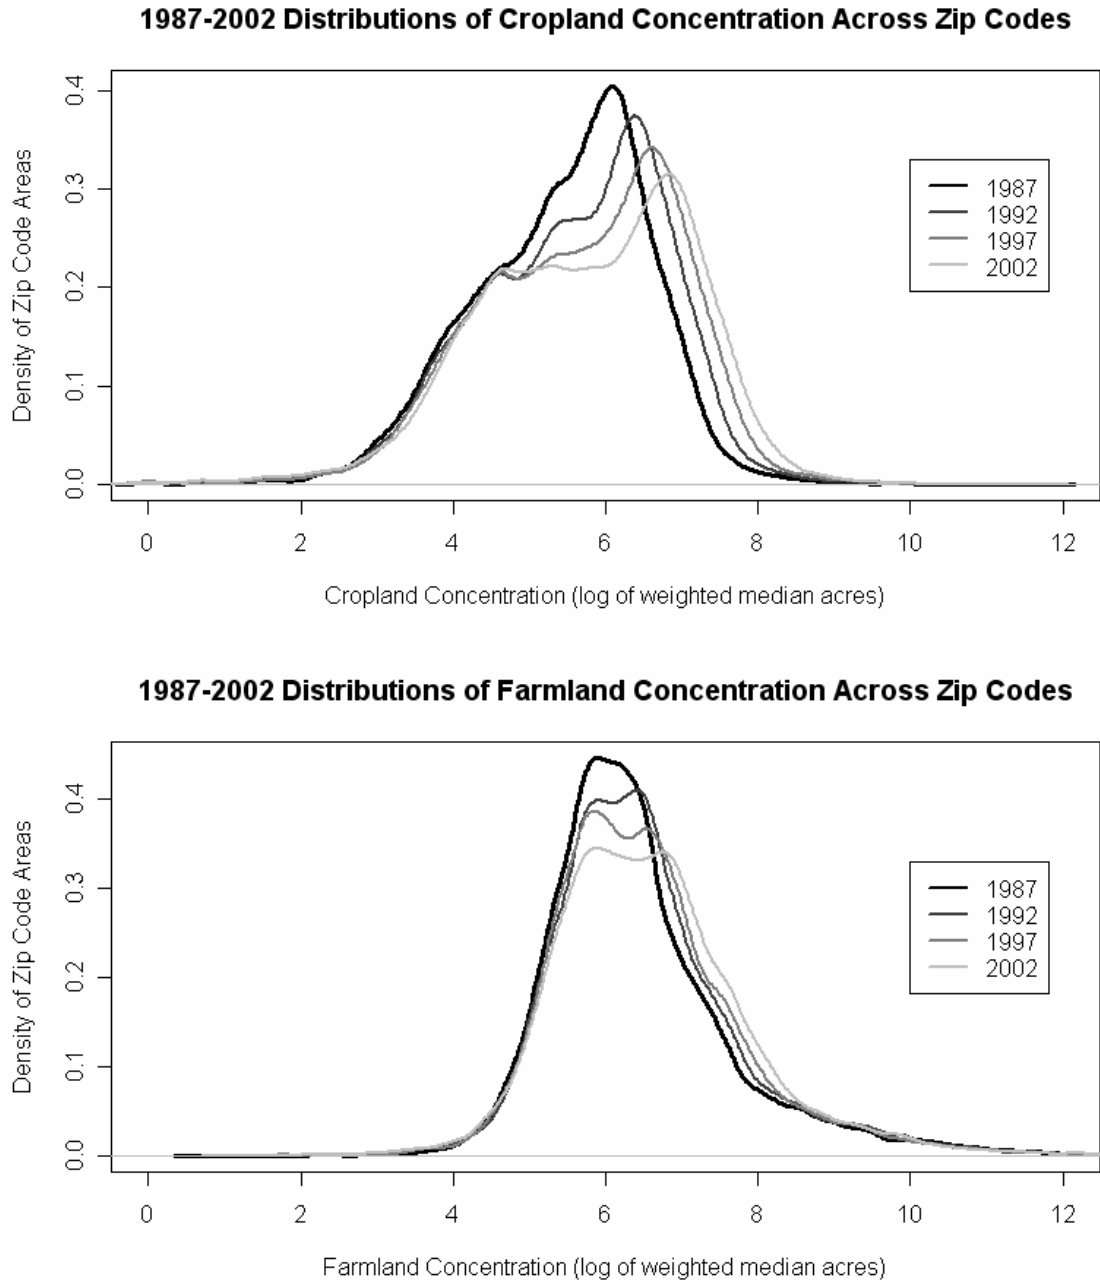 1987-2002 Distributions of Cropland Concentration Across Zip Codes
Density of Zip Code Areas
0.4
0.3
0.2
0.1
0.0
1987
1992
1997
2002
0 2 4 6 8 10 12
Cropland Concentration (log of weighted median acres)
1987-2002 Distributions of Farmland Concentration Across Zip Codes
Density of Zip Code Areas
0.4
0.3
0.2
0.1
0.0
1987
1992
1997
2002
0 2 4 6 8 10 12
Farmland Concentration (log of weighted median acres)